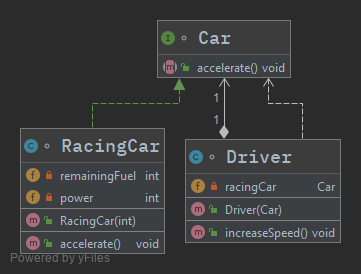 I Car
m accelerate() void
1
1
C RacingCar
f remainingFuel int
f power int
m RacingCar(int)
m accelerate() void
C Driver
f racingCar Car
m Driver(Car)
m increaseSpeed() void
Powered by yFiles